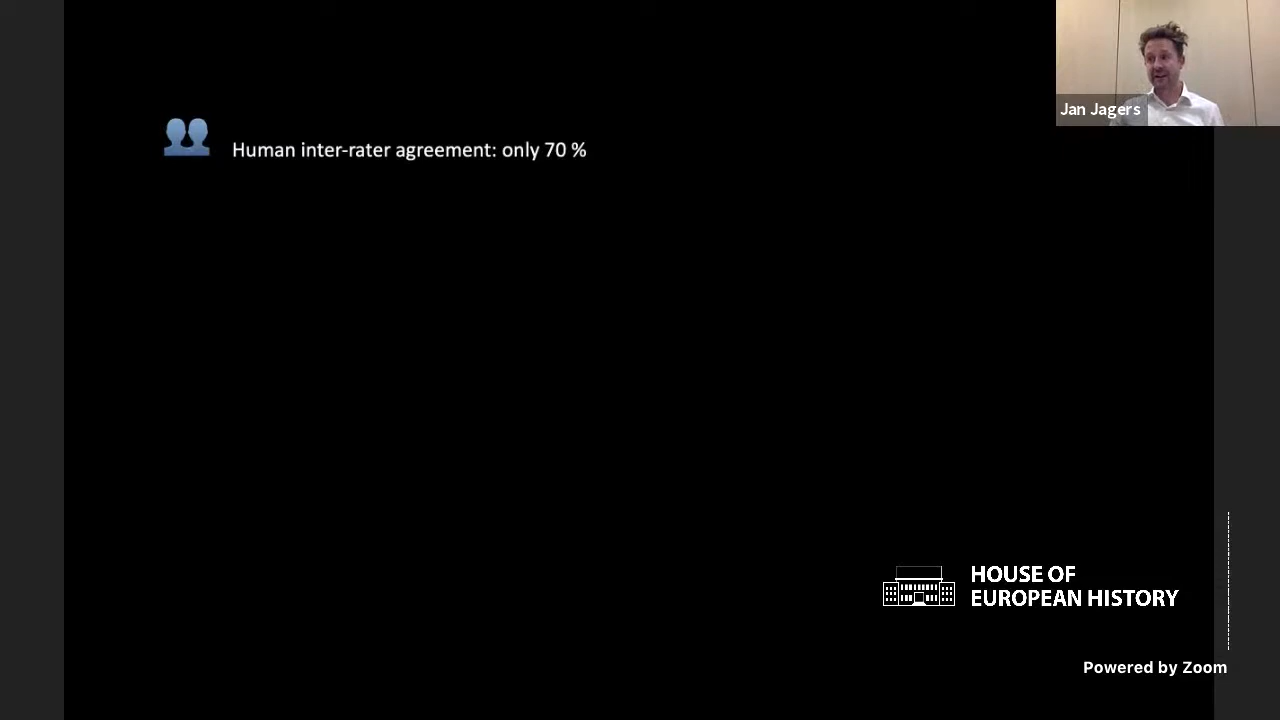 Jan Jagers
Human inter-rater agreement: only 70 %
HOUSE OF
EUROPEAN HISTORY
Powered by Zoom